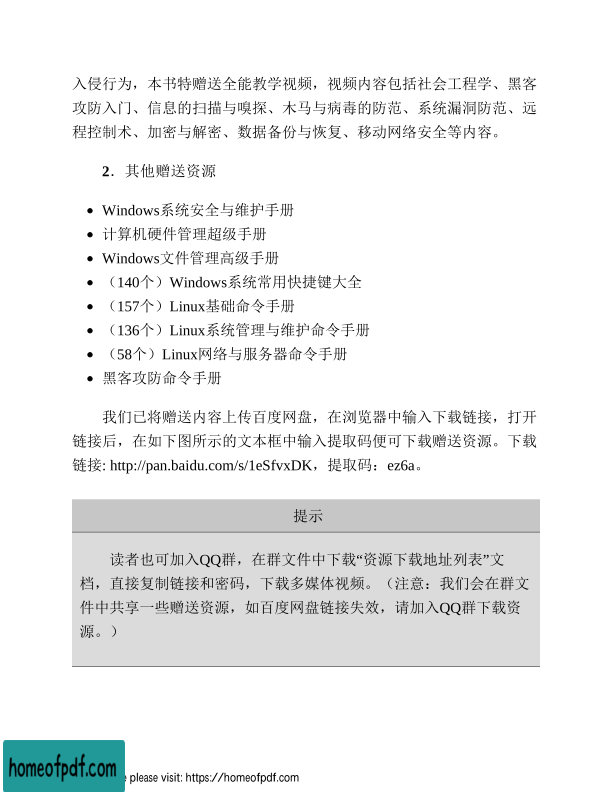 入侵行为，本书特赠送全能教学视频，视频内容包括社会工程学、黑客
攻防入门、信息的扫描与嗅探、木马与病毒的防范、系统漏洞防范、远
程控制术、加密与解密、数据备份与恢复、移动网络安全等内容。
2．其他赠送资源
● Windows系统安全与维护手册
● 计算机硬件管理超级手册
● Windows文件管理高级手册
● （140个）Windows系统常用快捷键大全
● （157个）Linux基础命令手册
● （136个）Linux系统管理与维护命令手册
● （58个）Linux网络与服务器命令手册
● 黑客攻防命令手册
我们已将赠送内容上传百度网盘，在浏览器中输入下载链接，打开
链接后，在如下图所示的文本框中输入提取码便可下载赠送资源。下载
链接: http://pan.baidu.com/s/1eSfvxDK，提取码：ez6a。
提示
读者也可加入QQ群，在群文件中下载“资源下载地址列表”文
档，直接复制链接和密码，下载多媒体视频。（注意：我们会在群文
件中共享一些赠送资源，如百度网盘链接失效，请加入QQ群下载资
源。）
homeofpdf.com
e please visit: https://homeofpdf.com